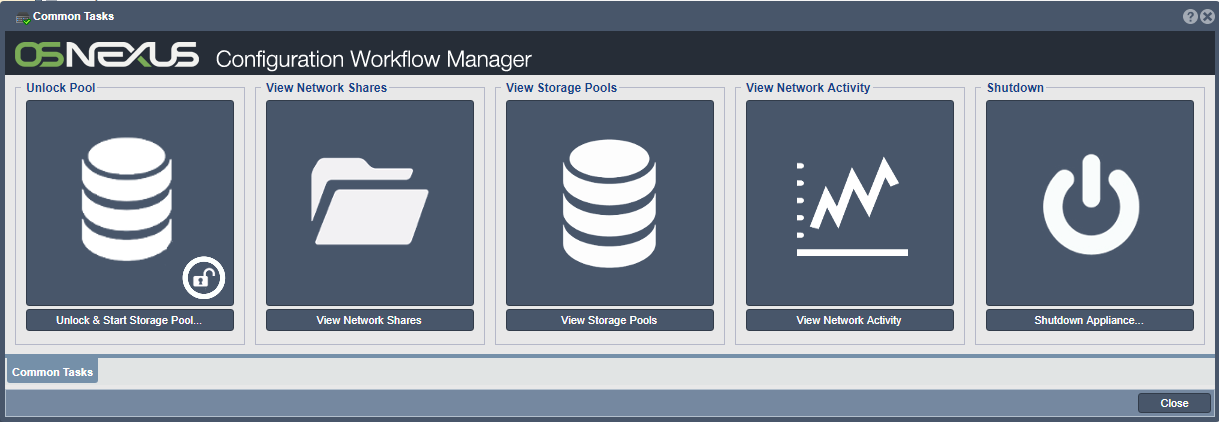 Common Tasks
OSNEXUS Configuration Workflow Manager
Unlock Pool
View Network Shares
View Storage Pools
View Network Activity
Shutdown
Unlock & Start Storage Pool...
View Network Shares
View Storage Pools
View Network Activity
Shutdown Appliance...
Common Tasks
Close